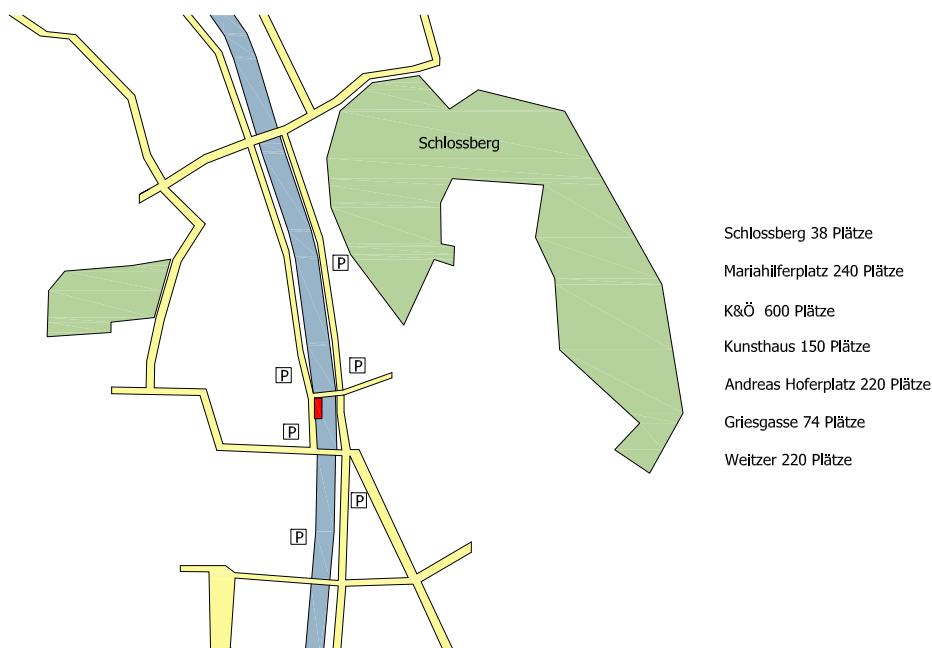 Schlossberg
P
P
P
P
P
P
Schlossberg 38 Plätze
Mariahilferplatz 240 Plätze
K&Ö  600 Plätze
Kunsthaus 150 Plätze
Andreas Hoferplatz 220 Plätze
Griesgasse 74 Plätze
Weitzer 220 Plätze